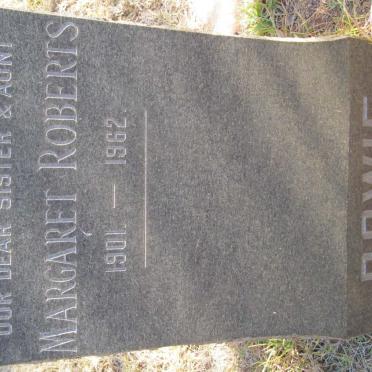 OUR DEAR SISTER & AUNT
MARGARET ROBERTS
1901. — 1962.